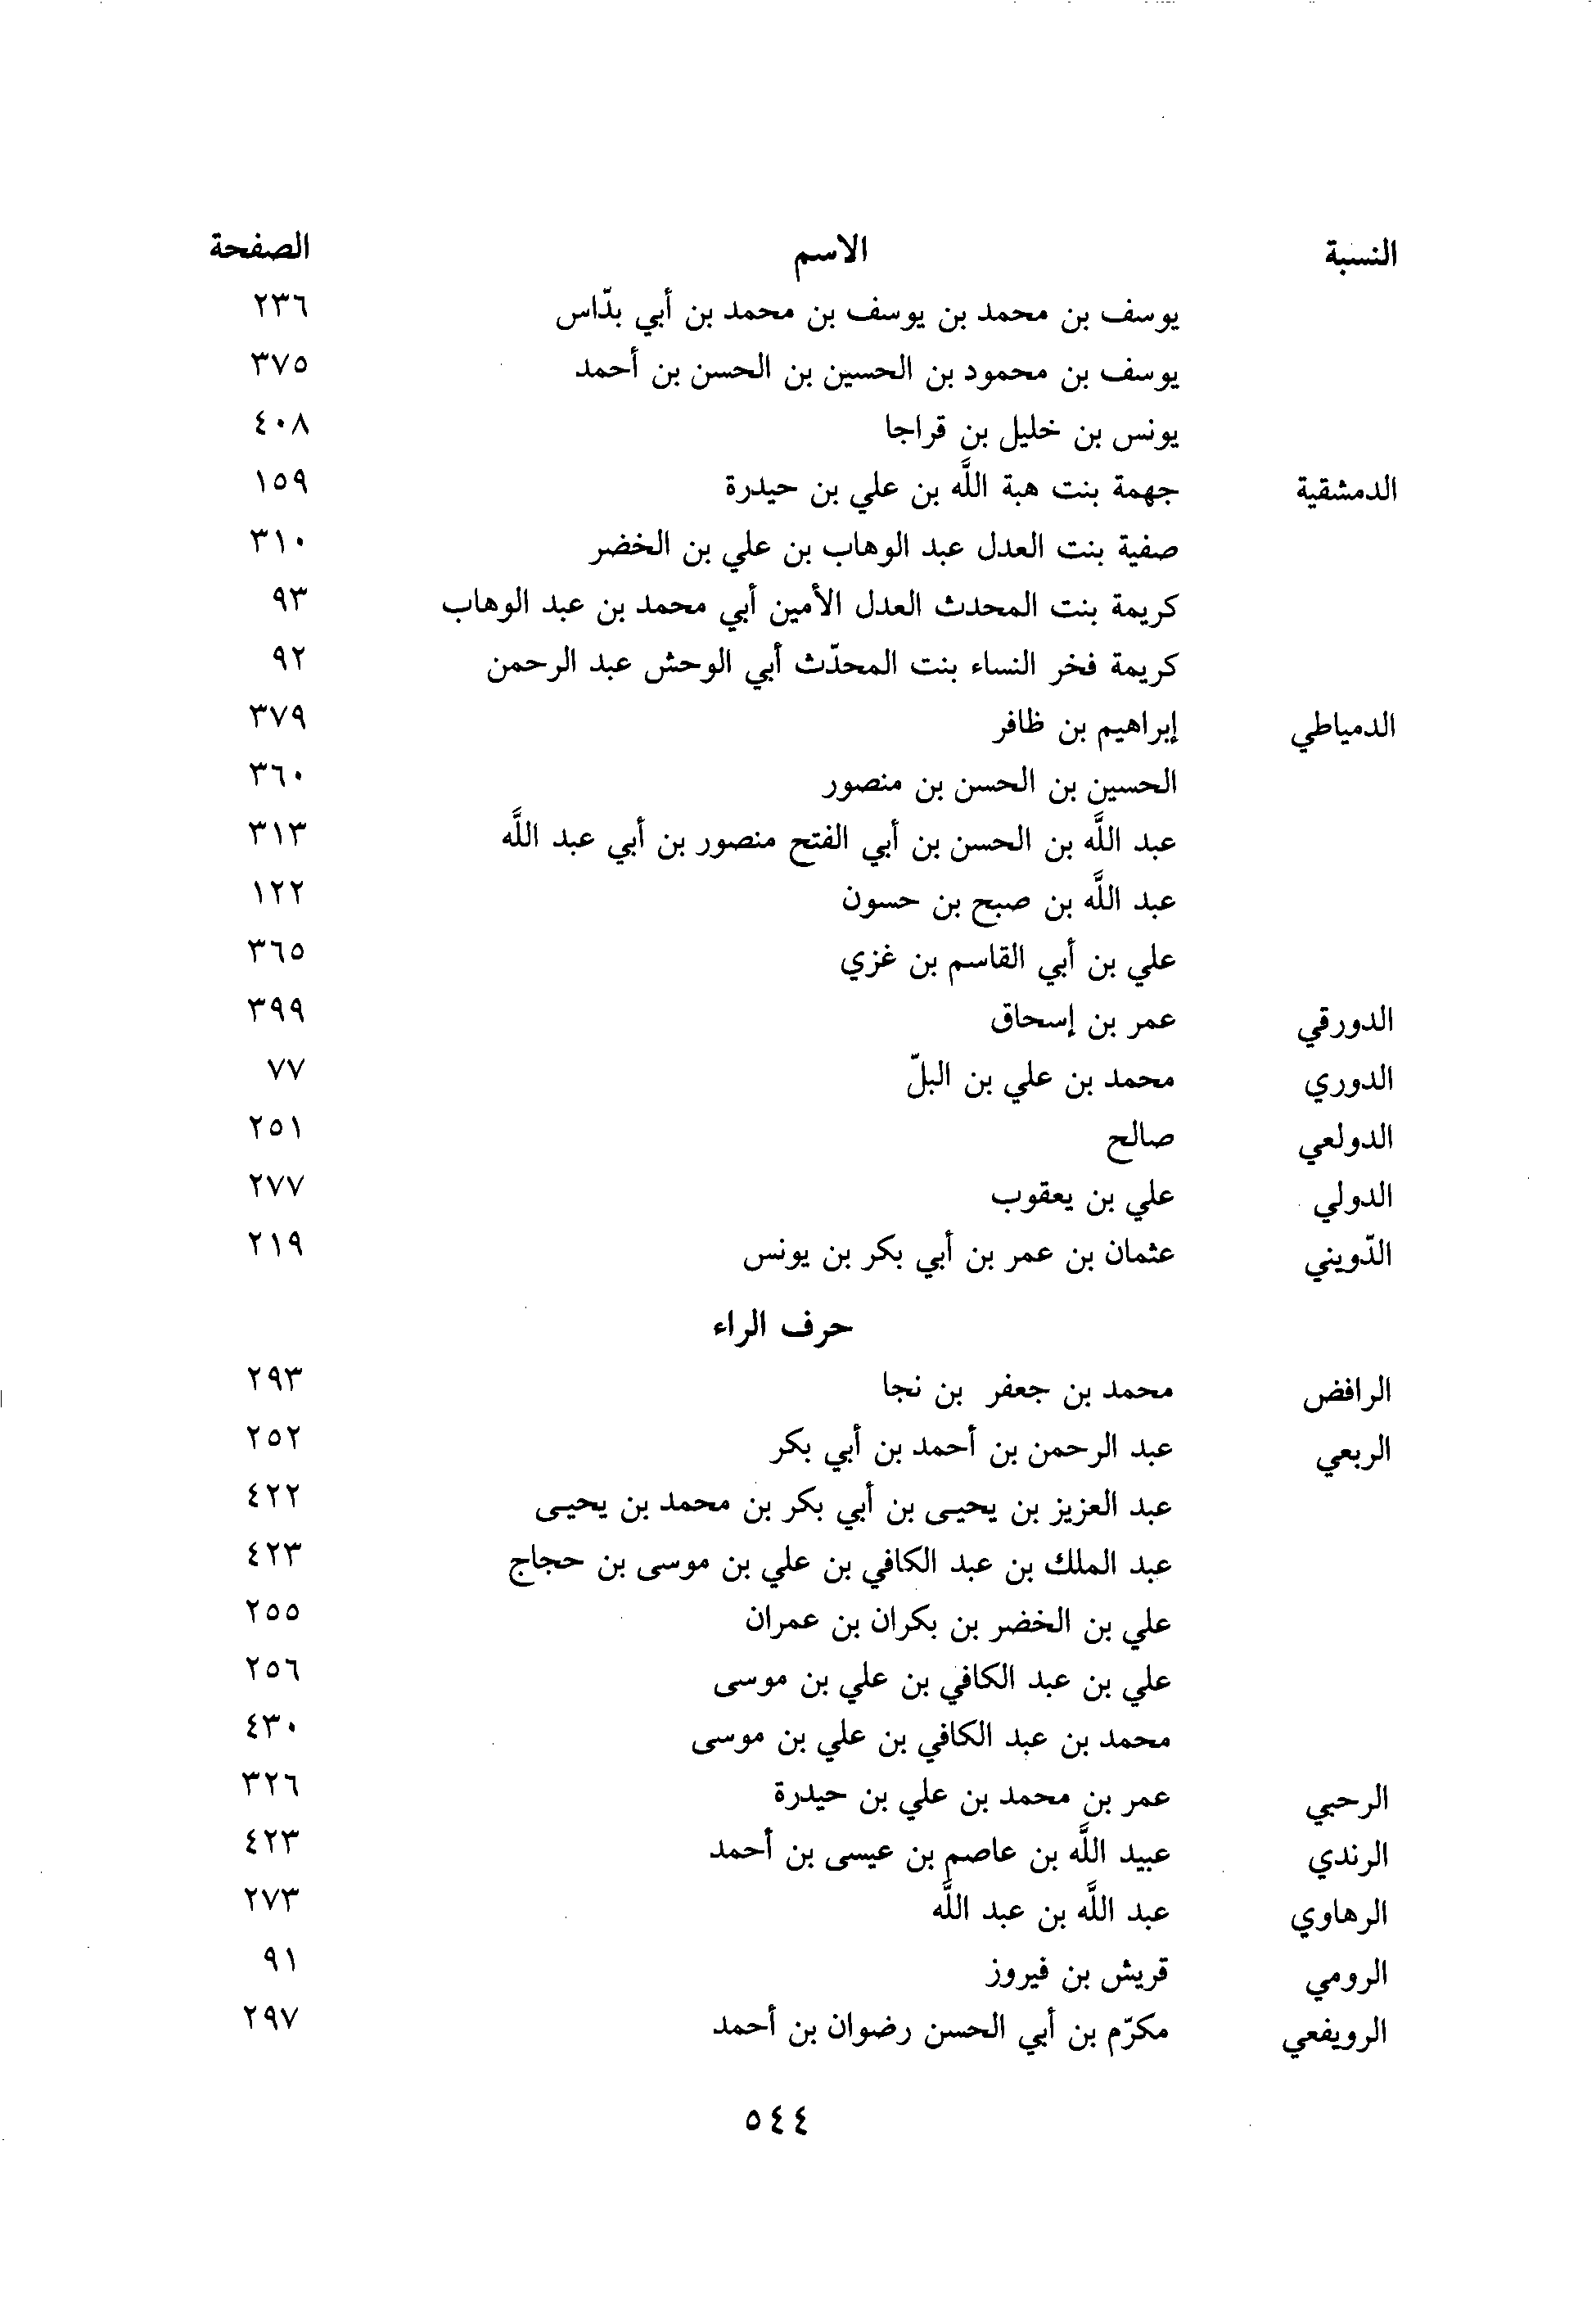 النسبة الاسم الصفحة
يوسف بن محمد بن يوسف بن محمد بن أبي بدّاس ٢٣٦
يوسف بن محمود بن الحسين بن الحسن بن أحمد ٣٧٥
يونس بن خليل بن قراجا ٤٠٨
الدمشقية جهمة بنت هبة اللَّه بن علي بن حيدرة ١٥٩
صفية بنت العدل عبد الوهاب بن علي بن الخضر ٣١٠
كريمة بنت المحدث العدل الأمين أبي محمد بن عبد الوهاب ٩٣
كريمة فخر النساء بنت المحدّث أبي الوحش عبد الرحمن ٩٢
الدمياطي إبراهيم بن ظافر ٣٧٩
الحسين بن الحسن بن منصور ٣٦٠
عبد اللَّه بن الحسن بن أبي الفتح منصور بن أبي عبد اللَّه ٣١٣
عبد اللَّه بن صبح بن حسون ١٢٢
علي بن أبي القاسم بن غزي ٣٦٥
الدورقي عمر بن إسحاق ٣٩٩
الدوري محمد بن علي بن البلّ ٧٧
الدولعي صالح ٢٥١
الدولي علي بن يعقوب ٢٧٧
الدّويني عثمان بن عمر بن أبي بكر بن يونس ٢١٩
حرف الراء
الرافض محمد بن جعفر بن نجا ٢٩٣
الربعي عبد الرحمن بن أحمد بن أبي بكر ٢٥٢
عبد العزيز بن يحيى بن أبي بكر بن محمد بن يحيى ٤٢٢
عبد الملك بن عبد الكافي بن علي بن موسى بن حجاج ٤٢٣
علي بن الخضر بن بكران بن عمران ٢٥٥
علي بن عبد الكافي بن علي بن موسى ٢٥٦
محمد بن عبد الكافي بن علي بن موسى ٤٣٠
الرحبي عمر بن محمد بن علي بن حيدرة ٣٢٦
الرندي عبيد اللَّه بن عاصم بن عيسى بن أحمد ٤٢٣
الرهاوي عبد اللَّه بن عبد اللَّه ٢٧٣
الرومي قريش بن فيروز ٩١
الرويفعي مكرّم بن أبي الحسن رضوان بن أحمد ٢٩٧
٥٤٤